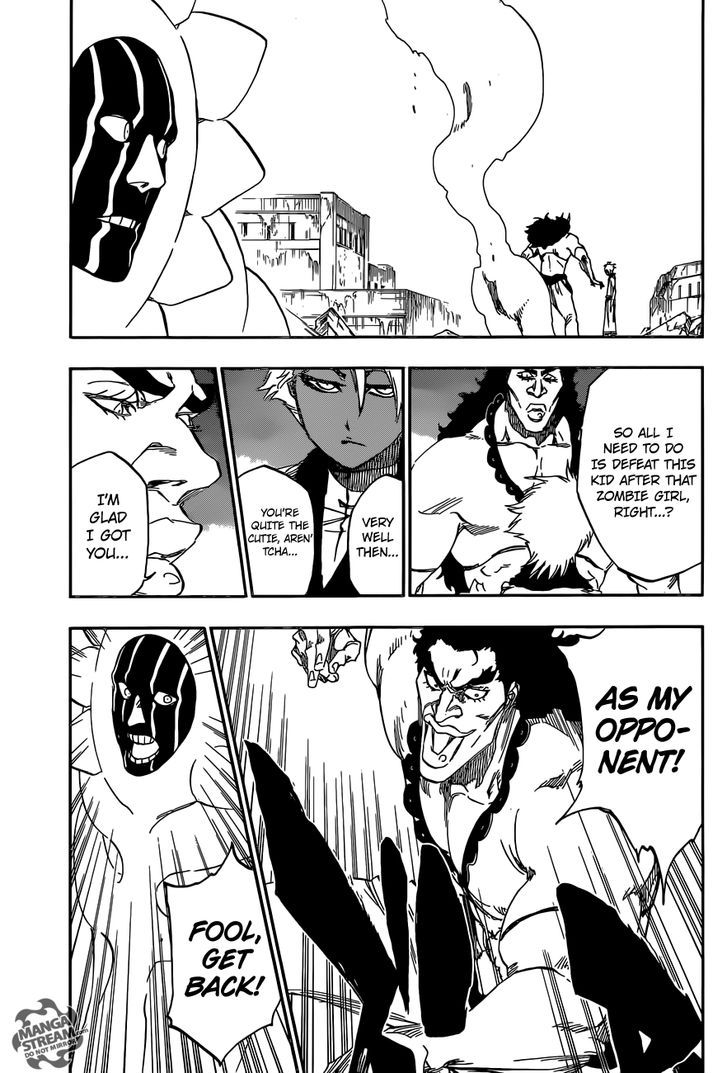 SO ALL I
NEED TO DO
IS DEFEAT THIS
KID AFTER THAT
ZOMBIE GIRL,
RIGHT...?
VERY
WELL
THEN...
YOU'RE
QUITE THE
CUTIE, AREN'
TCHA...
I'M
GLAD
I GOT
YOU...
AS MY
OPPO-
NENT!
FOOL,
GET
BACK!
MANGA
STREAM
DO NOT MIRROR